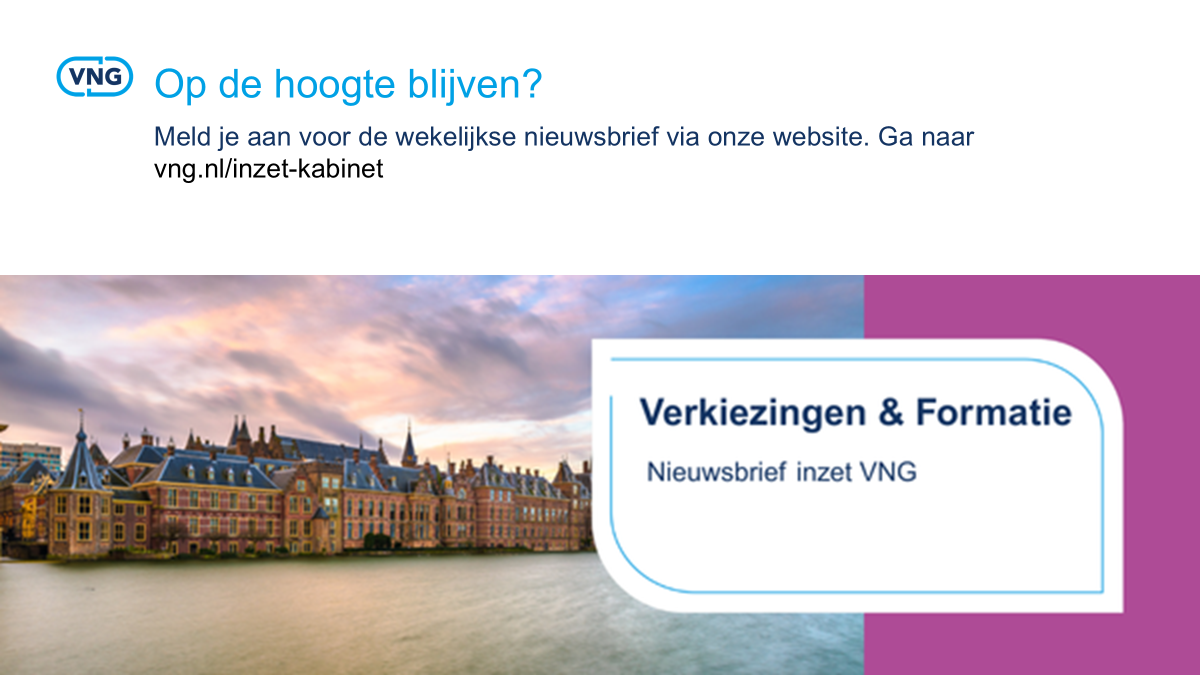 VNG
Op de hoogte blijven?
Meld je aan voor de wekelijkse nieuwsbrief via onze website. Ga naar
vng.nl/inzet-kabinet
Verkiezingen & Formatie
Nieuwsbrief inzet VNG